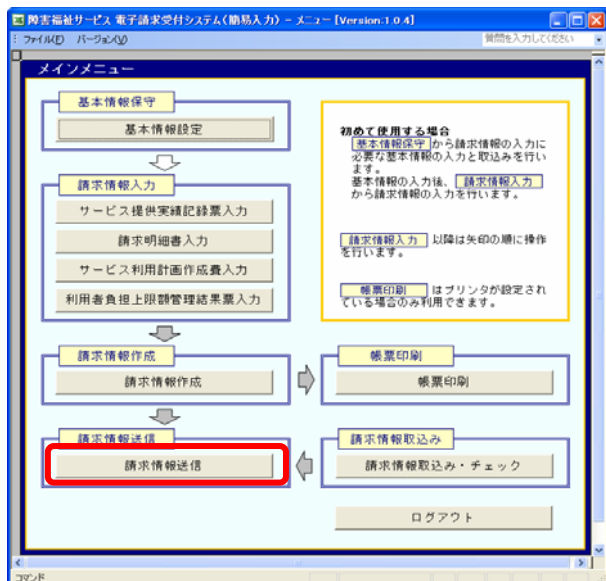 障害福祉サービス 電子請求受付システム(簡易入力) - メニュー [Version:1.0.4]
ファイル(F) バージョン(V)
質問を入力してください
メインメニュー
基本情報保守
基本情報設定
請求情報入力
サービス提供実績記録票入力
請求明細書入力
サービス利用計画作成費入力
利用者負担上限額管理結果票入力
初めて使用する場合
基本情報保守 から請求情報の入力に
必要な基本情報の入力と取込みを行い
ます。
基本情報の入力後、 請求情報入力
から請求情報の入力を行います。
請求情報入力 以降は矢印の順に操作
を行います。
帳票印刷 はプリンタが設定され
ている場合のみ利用できます。
請求情報作成
請求情報作成
帳票印刷
帳票印刷
請求情報送信
請求情報送信
請求情報取込み
請求情報取込み・チェック
ログアウト
コマンド